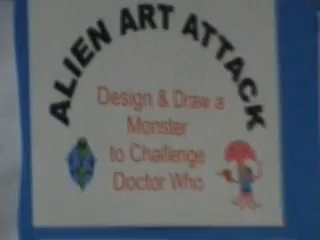 ALIEN ART ATTACK
Design & Draw a
Monster
to Challenge
Doctor Who